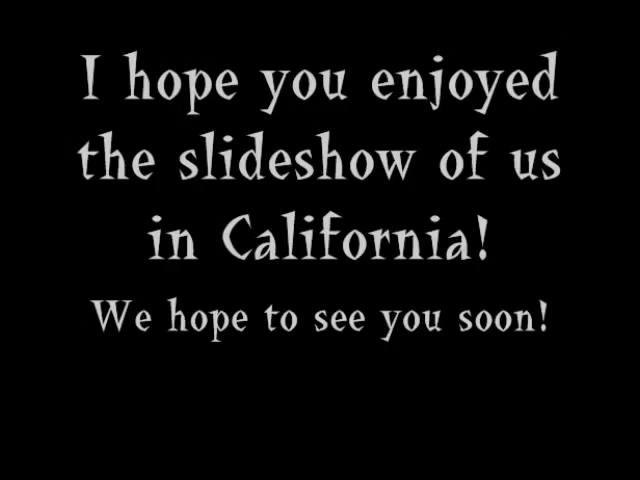 I hope you enjoyed
the slideshow of us
in California!
We hope to see you soon!